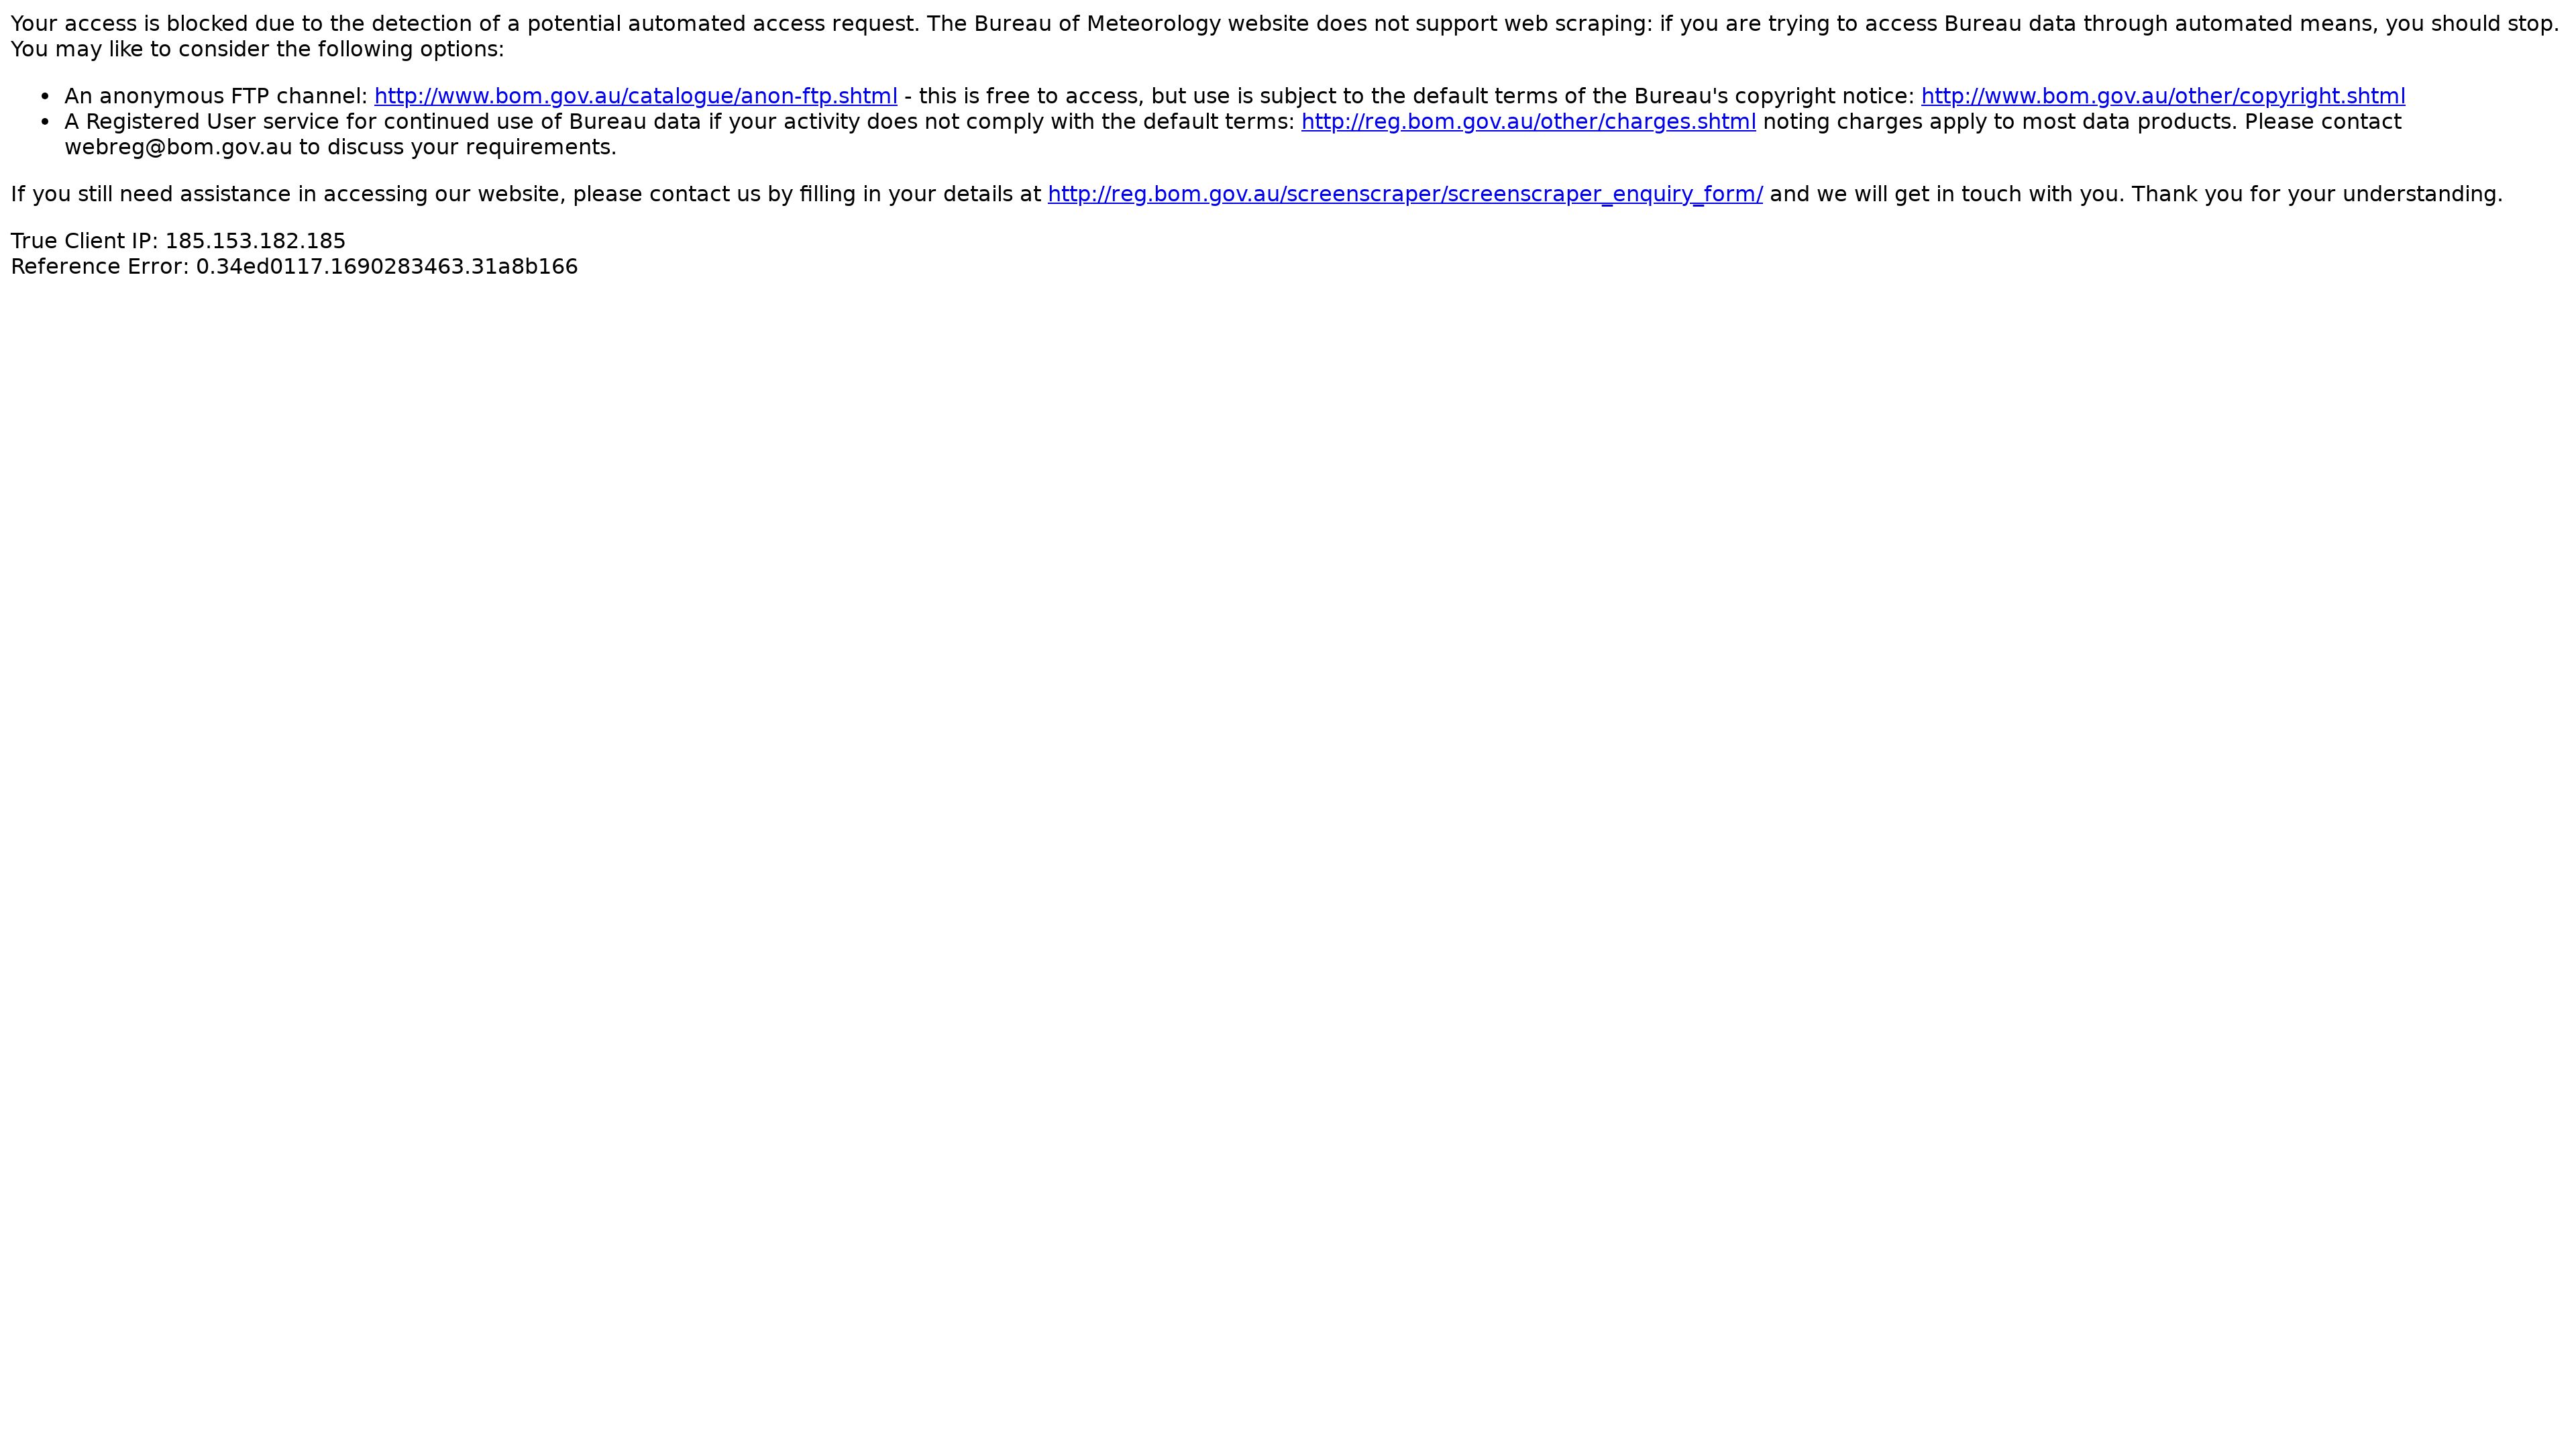 Your access is blocked due to the detection of a potential automated access request. The Bureau of Meteorology website does not support web scraping: if you are trying to access Bureau data through automated means, you should stop.
You may like to consider the following options:
• An anonymous FTP channel: http://www.bom.gov.au/catalogue/anon-ftp.shtml - this is free to access, but use is subject to the default terms of the Bureau's copyright notice: http://www.bom.gov.au/other/copyright.shtml
• A Registered User service for continued use of Bureau data if your activity does not comply with the default terms: http://reg.bom.gov.au/other/charges.shtml noting charges apply to most data products. Please contact
webreg@bom.gov.au to discuss your requirements.
If you still need assistance in accessing our website, please contact us by filling in your details at http://reg.bom.gov.au/screenscraper/screenscraper_enquiry_form/ and we will get in touch with you. Thank you for your understanding.
True Client IP: 185.153.182.185
Reference Error: 0.34ed0117.1690283463.31a8b166